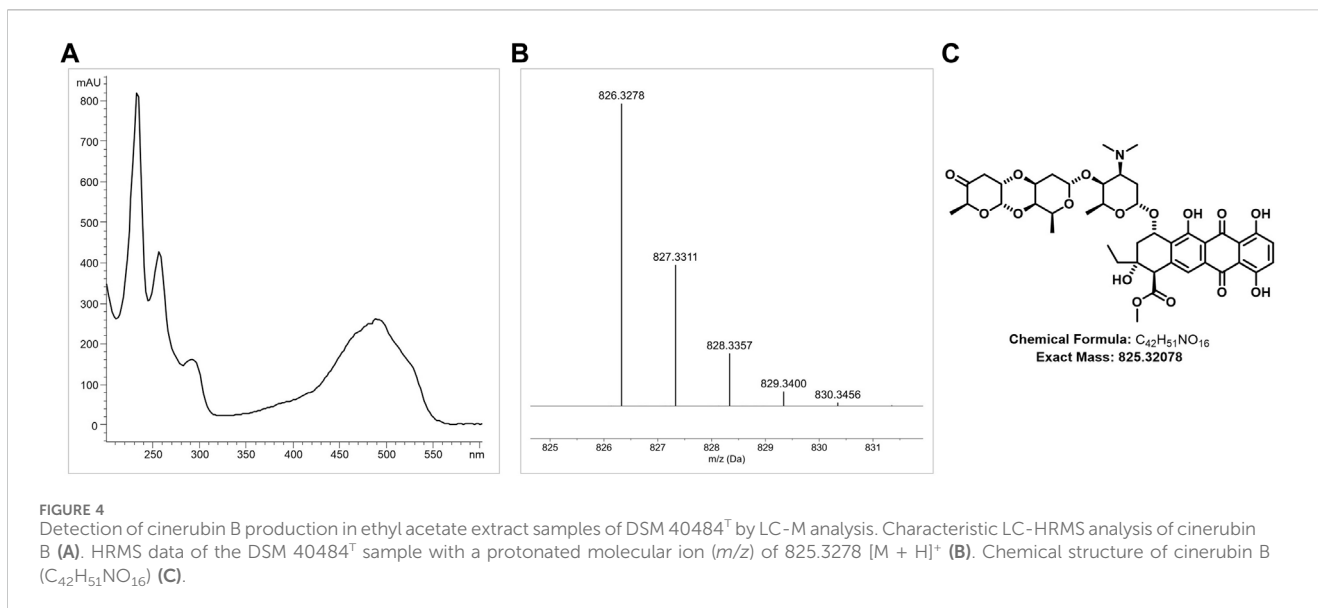 A
B
C
mAU
800
700
600
500
400
300
200
100
0
250 300 350 400 450 500 550 nm
826.3278
827.3311
828.3357
829.3400
830.3456
825 826 827 828 829 830 831
m/z (Da)
N
O O O O
O O O O
O
OH O OH
HO
O O O OH
O
Chemical Formula: C₄₂H₅₁NO₁₆
Exact Mass: 825.32078
FIGURE 4
Detection of cinerubin B production in ethyl acetate extract samples of DSM 40484ᵀ by LC-M analysis. Characteristic LC-HRMS analysis of cinerubin
B (A). HRMS data of the DSM 40484ᵀ sample with a protonated molecular ion (m/z) of 825.3278 [M + H]⁺ (B). Chemical structure of cinerubin B
(C₄₂H₅₁NO₁₆) (C).